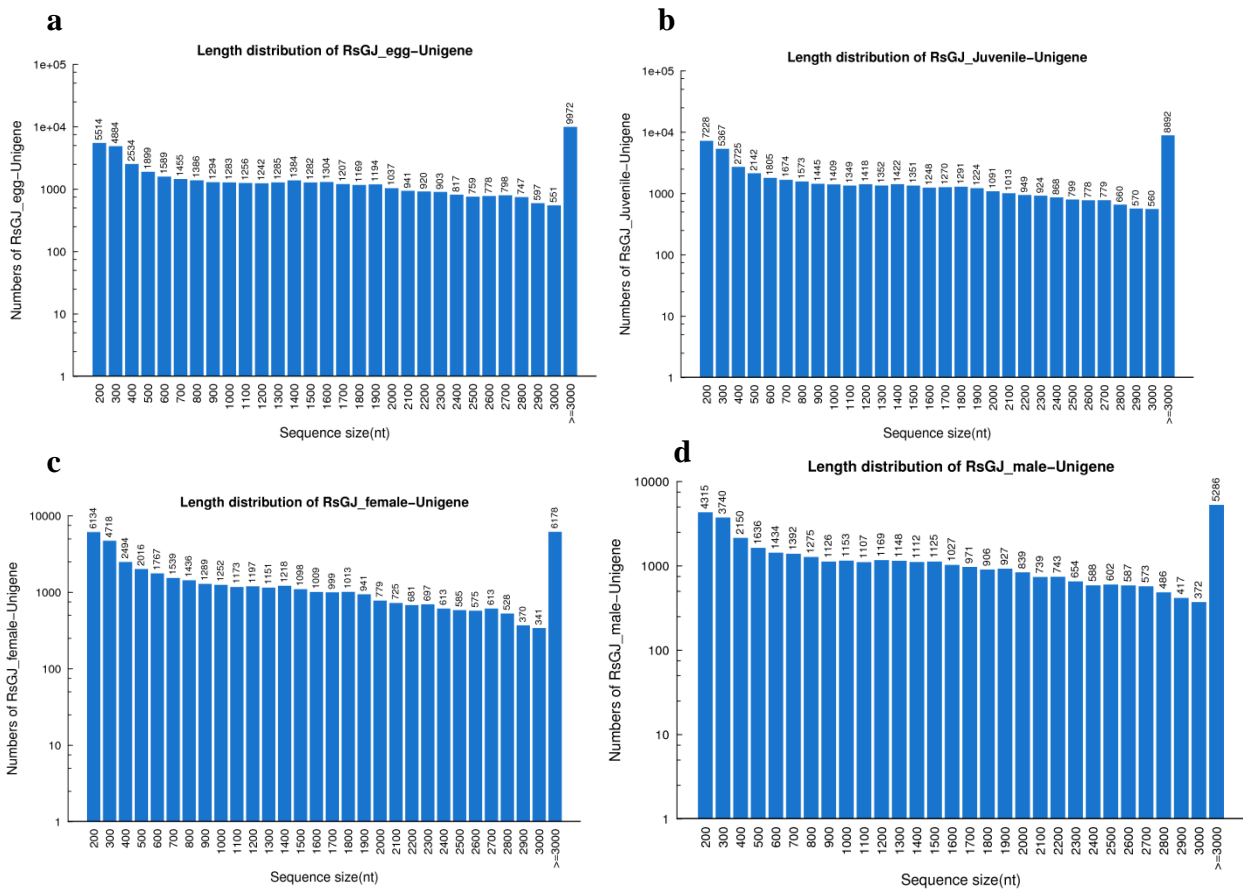 a
Length distribution of RsGJ_egg−Unigene
Numbers of RsGJ_egg−Unigene
1e+05
1e+04
1000
100
10
1
5514 4884 2534 1899 1589 1455 1386 1294 1283 1256 1242 1285 1384 1282 1304 1207 1169 1194 1037 941 920 903 817 759 778 798 747 597 551 9972
200 300 400 500 600 700 800 900 1000 1100 1200 1300 1400 1500 1600 1700 1800 1900 2000 2100 2200 2300 2400 2500 2600 2700 2800 2900 3000 >=3000
Sequence size(nt)
b
Length distribution of RsGJ_Juvenile−Unigene
Numbers of RsGJ_Juvenile−Unigene
1e+05
1e+04
1000
100
10
1
7228 5367 2725 2142 1805 1674 1573 1445 1409 1349 1418 1352 1422 1351 1248 1270 1291 1224 1091 1013 949 924 868 799 778 779 660 570 560 8892
200 300 400 500 600 700 800 900 1000 1100 1200 1300 1400 1500 1600 1700 1800 1900 2000 2100 2200 2300 2400 2500 2600 2700 2800 2900 3000 >=3000
Sequence size(nt)
c
Length distribution of RsGJ_female−Unigene
Numbers of RsGJ_female−Unigene
10000
1000
100
10
1
6134 4718 2494 2016 1767 1539 1436 1289 1252 1173 1197 1151 1218 1098 1009 999 1013 941 779 725 681 697 613 585 575 613 528 370 341 6178
200 300 400 500 600 700 800 900 1000 1100 1200 1300 1400 1500 1600 1700 1800 1900 2000 2100 2200 2300 2400 2500 2600 2700 2800 2900 3000 >=3000
Sequence size(nt)
d
Length distribution of RsGJ_male−Unigene
Numbers of RsGJ_male−Unigene
10000
1000
100
10
1
4315 3740 2150 1636 1434 1392 1275 1126 1153 1107 1169 1148 1112 1125 1027 971 906 927 839 739 743 654 588 602 587 573 486 417 372 5286
200 300 400 500 600 700 800 900 1000 1100 1200 1300 1400 1500 1600 1700 1800 1900 2000 2100 2200 2300 2400 2500 2600 2700 2800 2900 3000 >=3000
Sequence size(nt)